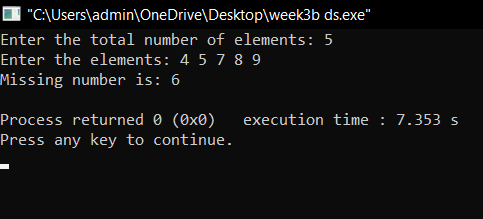 "C:\Users\admin\OneDrive\Desktop\week3b ds.exe"
Enter the total number of elements: 5
Enter the elements: 4 5 7 8 9
Missing number is: 6
Process returned 0 (0x0)   execution time : 7.353 s
Press any key to continue.